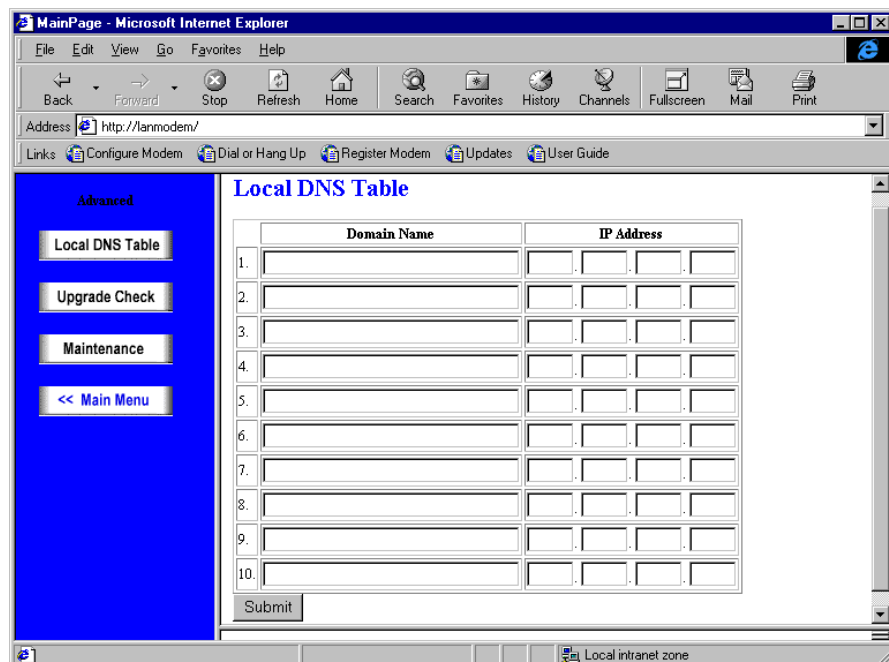 MainPage - Microsoft Internet Explorer
File Edit View Go Favorites Help
Back Forward Stop Refresh Home Search Favorites History Channels Fullscreen Mail Print
Address http://lanmodem/
Links Configure Modem Dial or Hang Up Register Modem Updates User Guide
Advanced
Local DNS Table
Upgrade Check
Maintenance
<< Main Menu
Local DNS Table
Domain Name IP Address
1. . . .
2. . . .
3. . . .
4. . . .
5. . . .
6. . . .
7. . . .
8. . . .
9. . . .
10. . . .
Submit
Local intranet zone